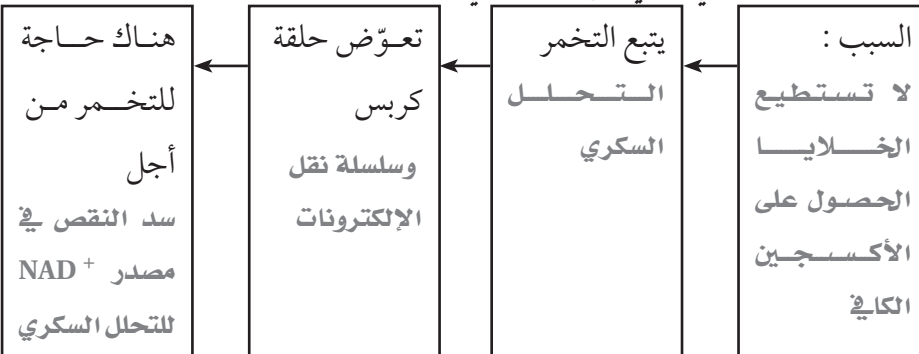 السبب :
لا تستطيع
الخلايا
الحصول على
الأكسجين
الكافي
يتبع التخمر
التحلل
السكري
تعوّض حلقة
كربس
وسلسلة نقل
الإلكترونات
هناك حاجة
للتخمر من
أجل
سد النقص في
مصدر NAD +
للتحلل السكري